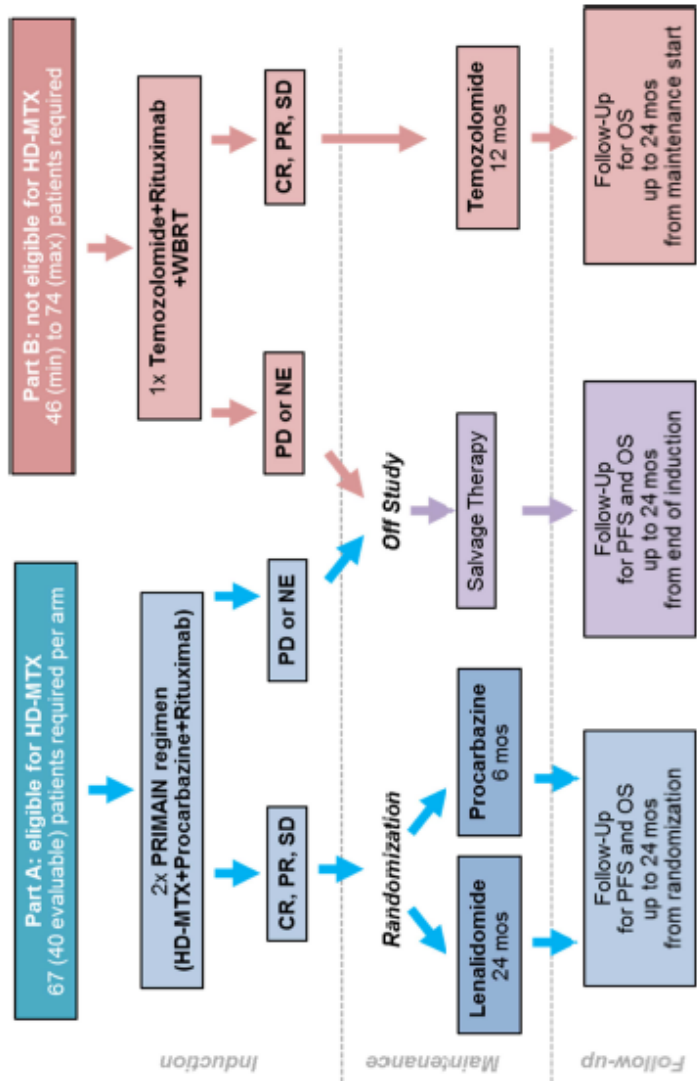 Part A: eligible for HD-MTX
67 (40 evaluable) patients required per arm
Part B: not eligible for HD-MTX
46 (min) to 74 (max) patients required
Induction
2x PRIMAIN regimen
(HD-MTX+Procarbazine+Rituximab)
1x Temozolomide+Rituximab
+WBRT
CR, PR, SD
PD or NE
PD or NE
CR, PR, SD
Maintenance
Randomization
Off Study
Lenalidomide
24 mos
Procarbazine
6 mos
Salvage Therapy
Temozolomide
12 mos
Follow-up
Follow-Up
for PFS and OS
up to 24 mos
from randomization
Follow-Up
for PFS and OS
up to 24 mos
from end of induction
Follow-Up
for OS
up to 24 mos
from maintenance start